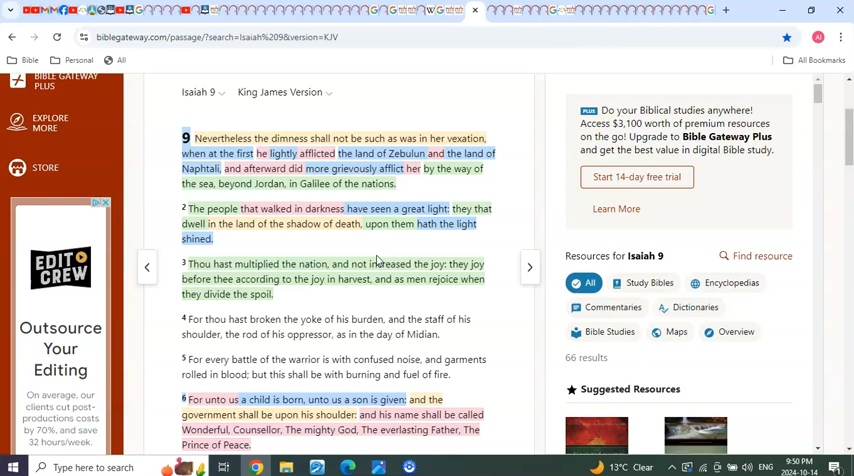 biblegateway.com/passage/?search=Isaiah%209&version=KJV
AI
Bible
Personal
All
All Bookmarks
BIBLE GATEWAY
PLUS
EXPLORE
MORE
STORE
EDIT
CREW
Outsource
Your
Editing
On average, our
clients cut post-
production costs
by 70%, and save
32 hours/week.
Isaiah 9
King James Version
9 Nevertheless the dimness shall not be such as was in her vexation,
when at the first he lightly afflicted the land of Zebulun and the land of
Naphtali, and afterward did more grievously afflict her by the way of
the sea, beyond Jordan, in Galilee of the nations.
2 The people that walked in darkness have seen a great light: they that
dwell in the land of the shadow of death, upon them hath the light
shined.
3 Thou hast multiplied the nation, and not increased the joy: they joy
before thee according to the joy in harvest, and as men rejoice when
they divide the spoil.
4 For thou hast broken the yoke of his burden, and the staff of his
shoulder, the rod of his oppressor, as in the day of Midian.
5 For every battle of the warrior is with confused noise, and garments
rolled in blood; but this shall be with burning and fuel of fire.
6 For unto us a child is born, unto us a son is given: and the
government shall be upon his shoulder: and his name shall be called
Wonderful, Counsellor, The mighty God, The everlasting Father, The
Prince of Peace.
PLUS Do your Biblical studies anywhere!
Access $3,100 worth of premium resources
on the go! Upgrade to Bible Gateway Plus
and get the best value in digital Bible study.
Start 14-day free trial
Learn More
Resources for Isaiah 9
Find resource
All
Study Bibles
Encyclopedias
Commentaries
Dictionaries
Bible Studies
Maps
Overview
66 results
Suggested Resources
Type here to search
13°C Clear
ENG
9:50 PM
2024-10-14